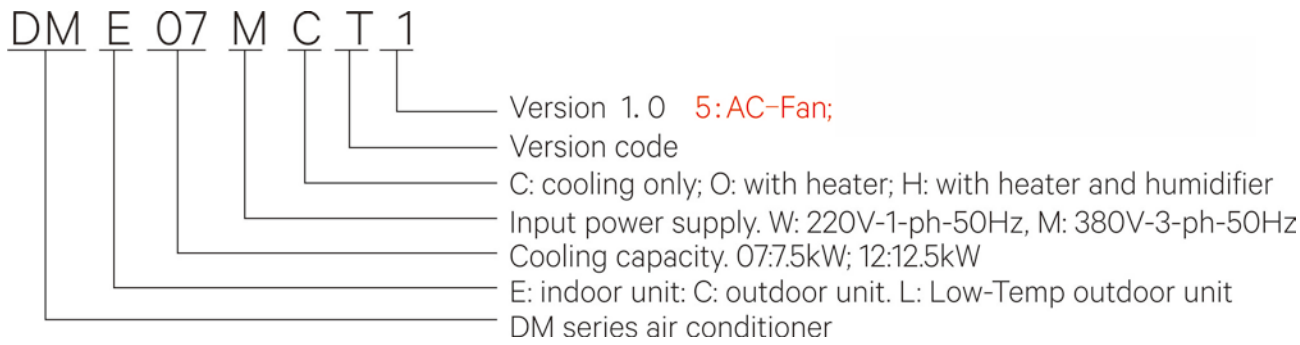 DM E 07 M C T 1
Version 1.0 5:AC-Fan;
Version code
C: cooling only; O: with heater; H: with heater and humidifier
Input power supply. W: 220V-1-ph-50Hz, M: 380V-3-ph-50Hz
Cooling capacity. 07:7.5kW; 12:12.5kW
E: indoor unit: C: outdoor unit. L: Low-Temp outdoor unit
DM series air conditioner